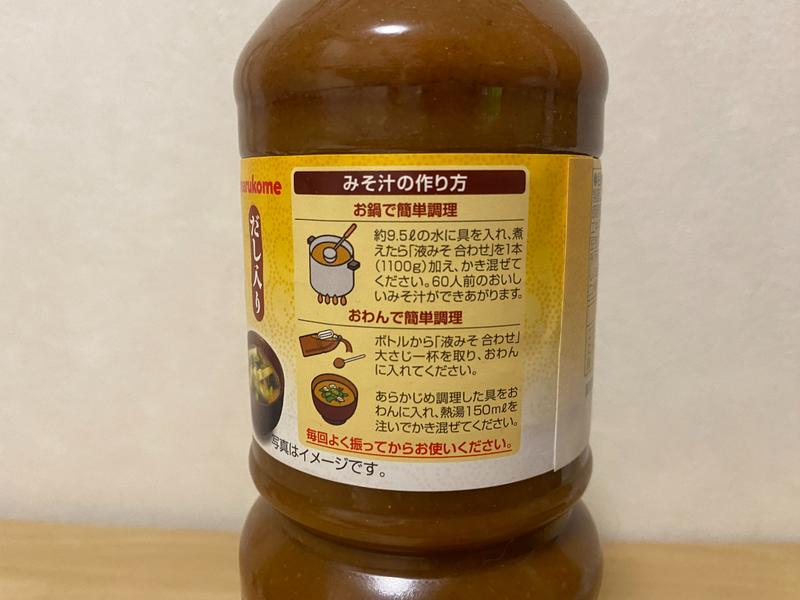 marukome
だし入り
みそ汁の作り方
お鍋で簡単調理
約9.5ℓの水に具を入れ、煮
えたら「液みそ 合わせ」を1本
(1100g)加え、かき混ぜて
ください。60人前のおいし
いみそ汁ができあがります。
おわんで簡単調理
ボトルから「液みそ 合わせ」
大さじ一杯を取り、おわん
に入れてください。
あらかじめ調理した具をお
わんに入れ、熱湯150mℓを
注いでかき混ぜてください。
毎回よく振ってからお使いください。
写真はイメージです。